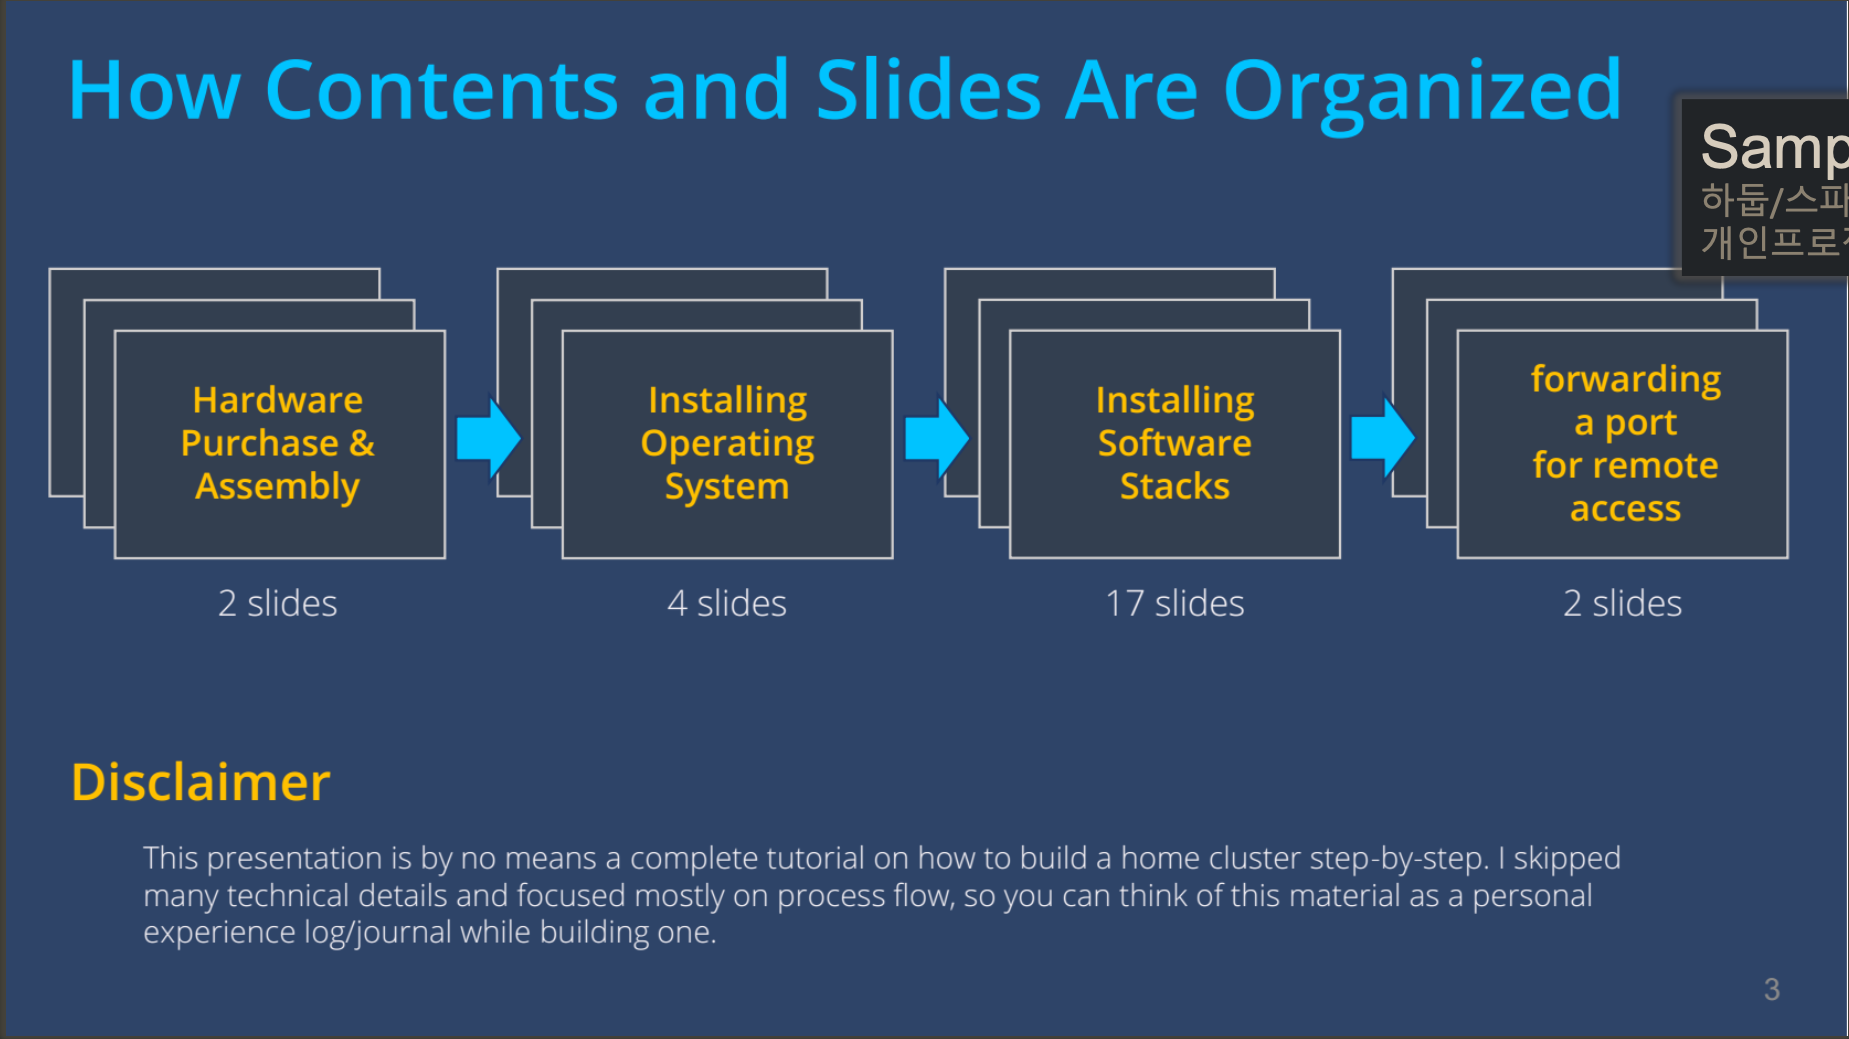 How Contents and Slides Are Organized
Samp
하둡/스파
개인프로
Hardware
Purchase &
Assembly
Installing
Operating
System
Installing
Software
Stacks
forwarding
a port
for remote
access
2 slides
4 slides
17 slides
2 slides
Disclaimer
This presentation is by no means a complete tutorial on how to build a home cluster step-by-step. I skipped
many technical details and focused mostly on process flow, so you can think of this material as a personal
experience log/journal while building one.
3